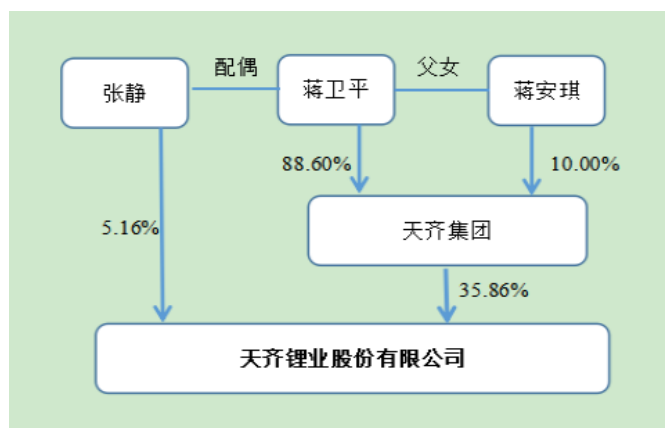 配偶
父女
张静
蒋卫平
蒋安琪
88.60%
10.00%
5.16%
天齐集团
35.86%
天齐锂业股份有限公司